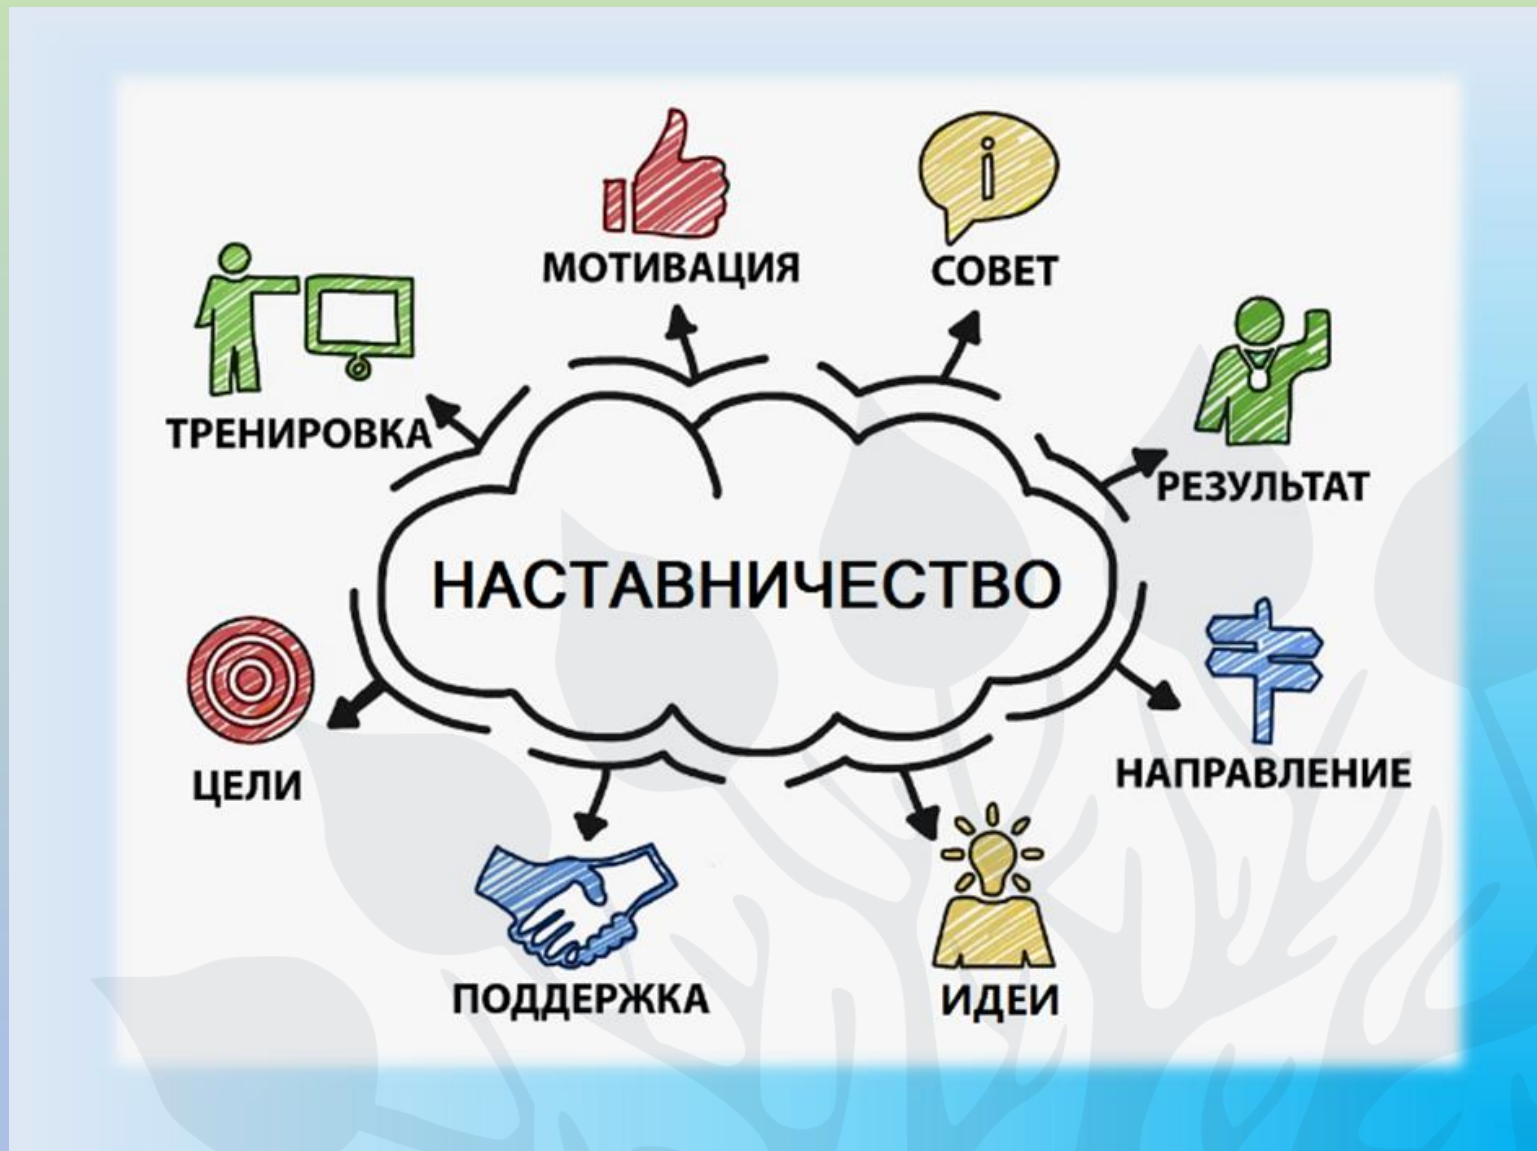 МОТИВАЦИЯ
СОВЕТ
ТРЕНИРОВКА
РЕЗУЛЬТАТ
НАСТАВНИЧЕСТВО
ЦЕЛИ
НАПРАВЛЕНИЕ
ПОДДЕРЖКА
ИДЕИ